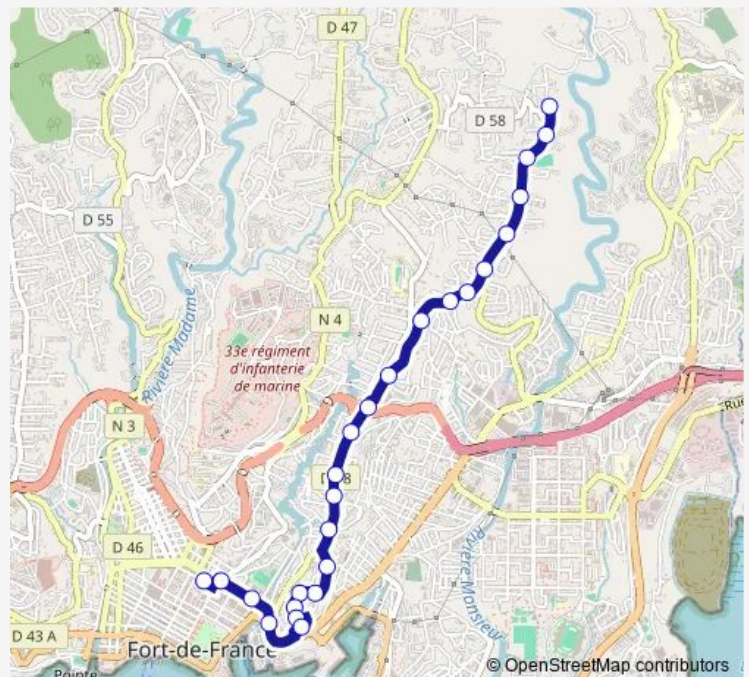 D 47
D 58
D 55
N 4
Rivière Madame
33e régiment
d'infanterie
de marine
N 3
D 46
Rivière Monsieur
D 43 A
Fort-de-France
Pointe
© OpenStreetMap contributors